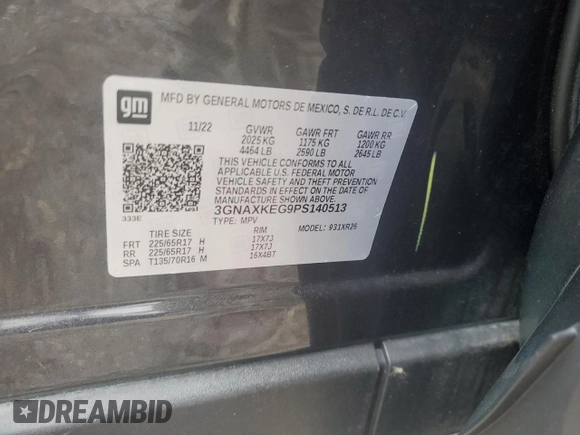 gm
MFD BY GENERAL MOTORS DE MEXICO, S. DE R.L. DE C.V.
11/22 GVWR GAWR FRT GAWR RR
2025 KG 1175 KG 1200 KG
4464 LB 2590 LB 2645 LB
THIS VEHICLE CONFORMS TO ALL
APPLICABLE U.S. FEDERAL MOTOR
VEHICLE SAFETY AND THEFT
PREVENTION STANDARDS IN EFFECT
ON THE DATE OF MANUFACTURE
SHOWN ABOVE.
3GNAXKEG9PS140513
333E
TYPE: MPV MODEL: 931XR26
TIRE SIZE RIM
FRT 225/65R17 H 17X7J
RR 225/65R17 H 17X7J
SPA T135/70R16 M 16X4BT
DREAMBID